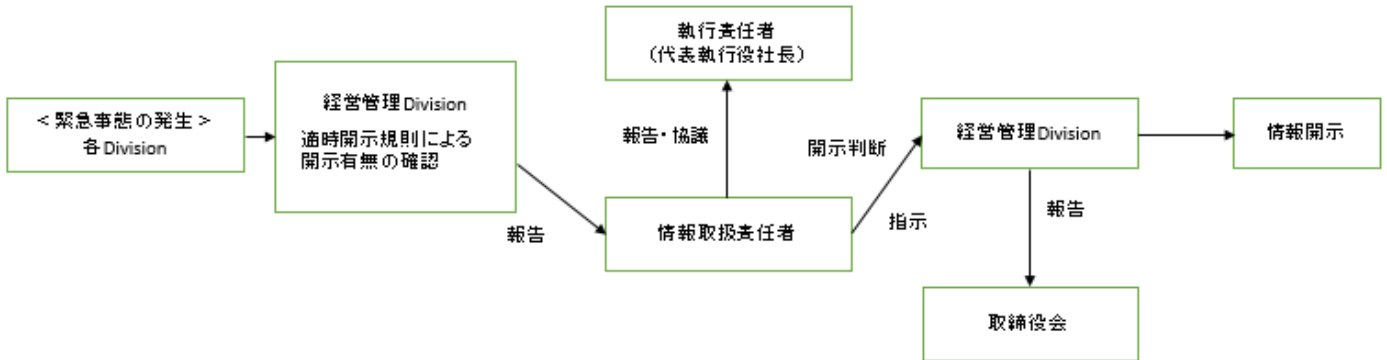 <緊急事態の発生>
各Division
経営管理Division
適時開示規則による
開示有無の確認
報告
執行責任者
(代表執行役社長)
報告・協議
情報取扱責任者
開示判断
指示
経営管理Division
報告
取締役会
情報開示